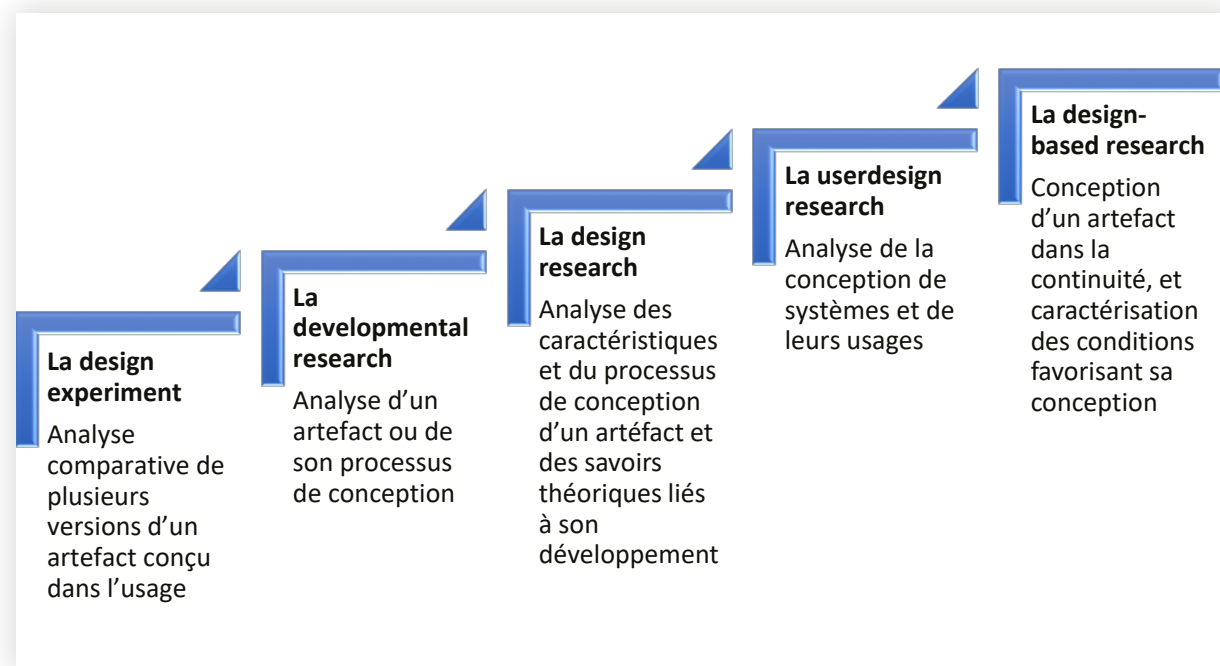 La design
experiment
Analyse
comparative de
plusieurs
versions d’un
artefact conçu
dans l’usage
La
developmental
research
Analyse d’un
artefact ou de
son processus
de conception
La design
research
Analyse des
caractéristiques
et du processus
de conception
d’un artéfact et
des savoirs
théoriques liés
à son
développement
La userdesign
research
Analyse de la
conception de
systèmes et de
leurs usages
La design-
based research
Conception
d’un artefact
dans la
continuité, et
caractérisation
des conditions
favorisant sa
conception